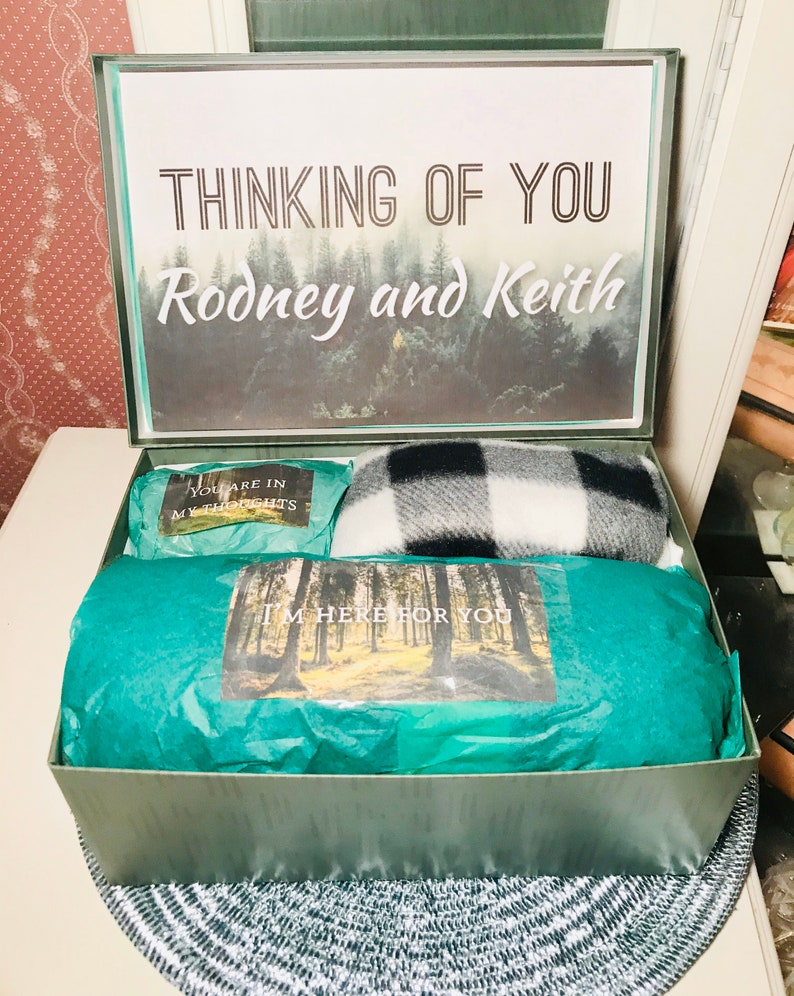 THINKING OF YOU
Rodney and Keith
YOU ARE IN
MY THOUGHTS
I'M HERE FOR YOU